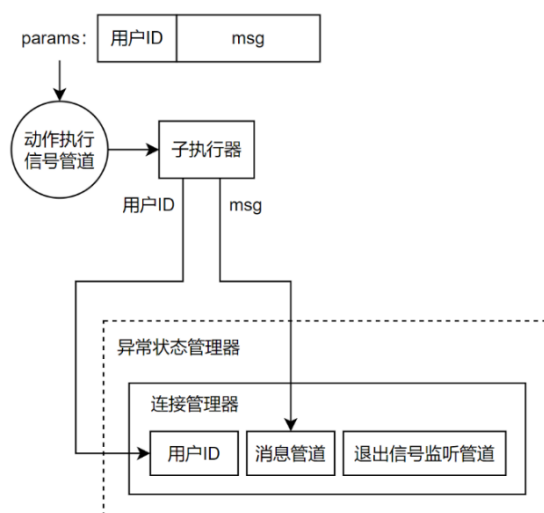 params: 用户ID msg
动作执行
信号管道
子执行器
用户ID msg
异常状态管理器
连接管理器
用户ID 消息管道 退出信号监听管道